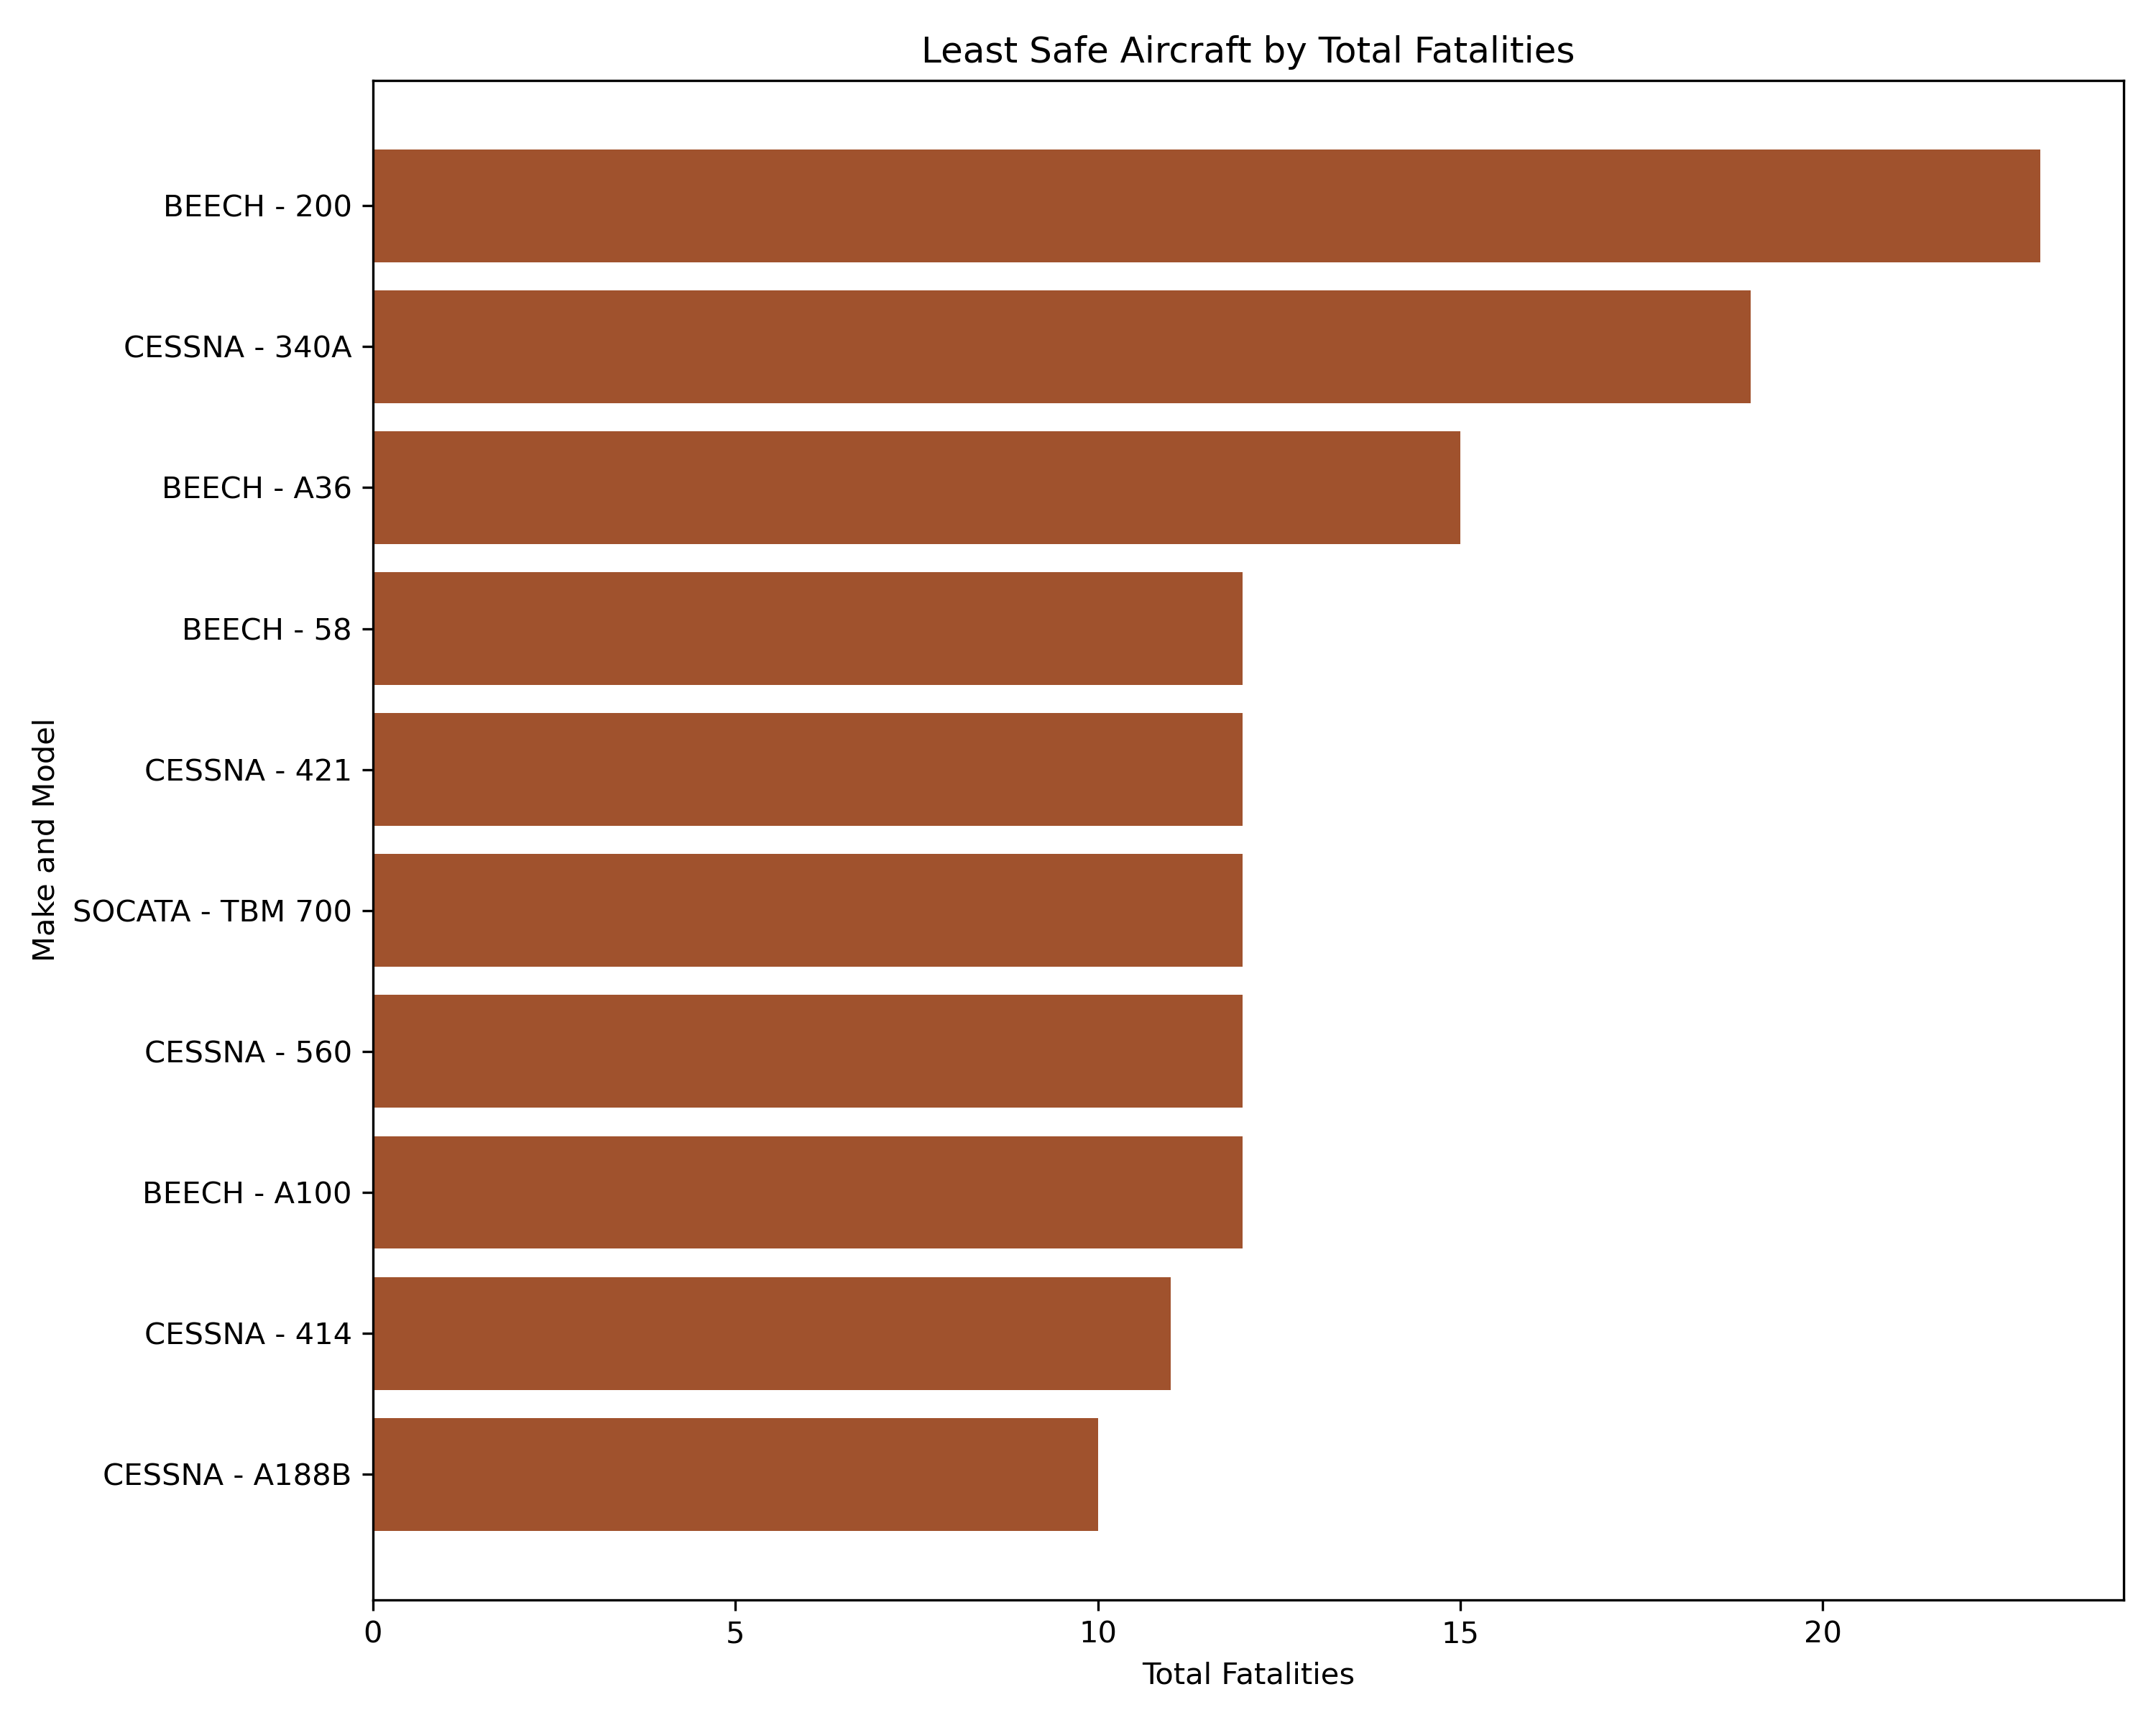 Least Safe Aircraft by Total Fatalities
Make and Model
BEECH - 200
CESSNA - 340A
BEECH - A36
BEECH - 58
CESSNA - 421
SOCATA - TBM 700
CESSNA - 560
BEECH - A100
CESSNA - 414
CESSNA - A188B
0 5 10 15 20
Total Fatalities